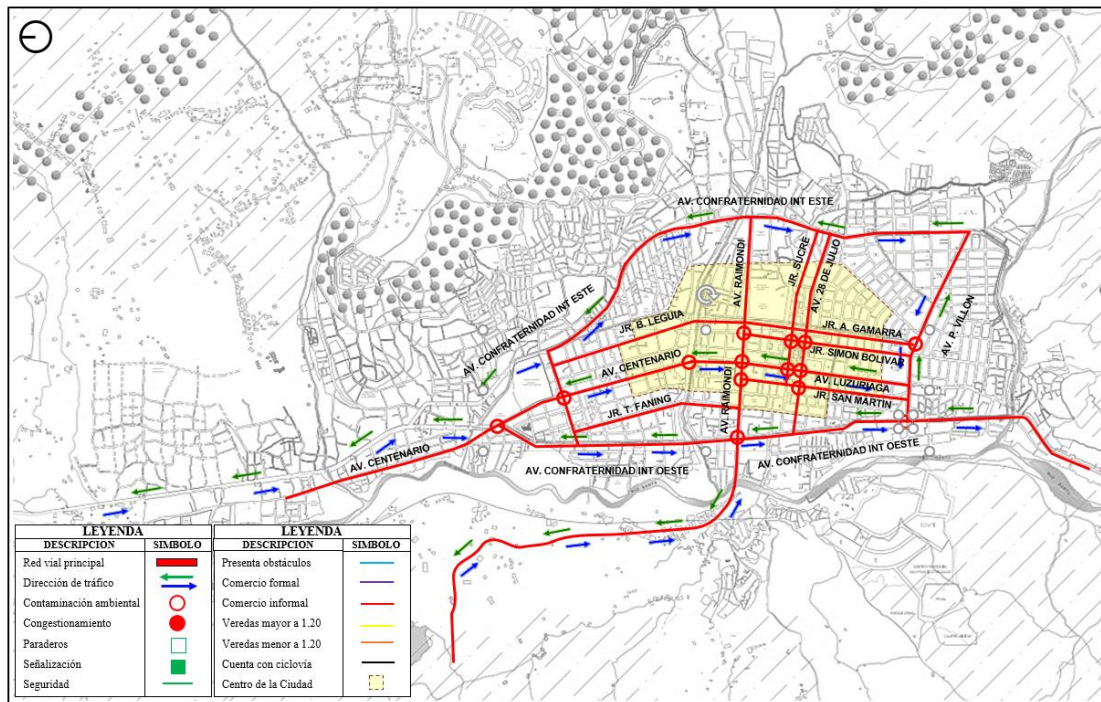 AV. CONFRATERNIDAD INT ESTE
AV. RAIMONDI
JR. SUCRE
AV. 28 DE JULIO
AV. CONFRATERNIDAD INT ESTE
JR. B. LEGUIA
JR. A. GAMARRA
AV. P. VILLON
JR. SIMON BOLIVAR
AV. CENTENARIO
AV. LUZURIAGA
JR. SAN MARTIN
JR. T. FANING
AV. RAIMONDI
AV. CENTENARIO
AV. CONFRATERNIDAD INT OESTE
AV. CONFRATERNIDAD INT OESTE
LEYENDA
DESCRIPCION SIMBOLO
Red vial principal
Dirección de tráfico
Contaminación ambiental
Congestionamiento
Paraderos
Señalización
Seguridad
LEYENDA
DESCRIPCION SIMBOLO
Presenta obstáculos
Comercio formal
Comercio informal
Veredas mayor a 1.20
Veredas menor a 1.20
Cuenta con ciclovía
Centro de la Ciudad